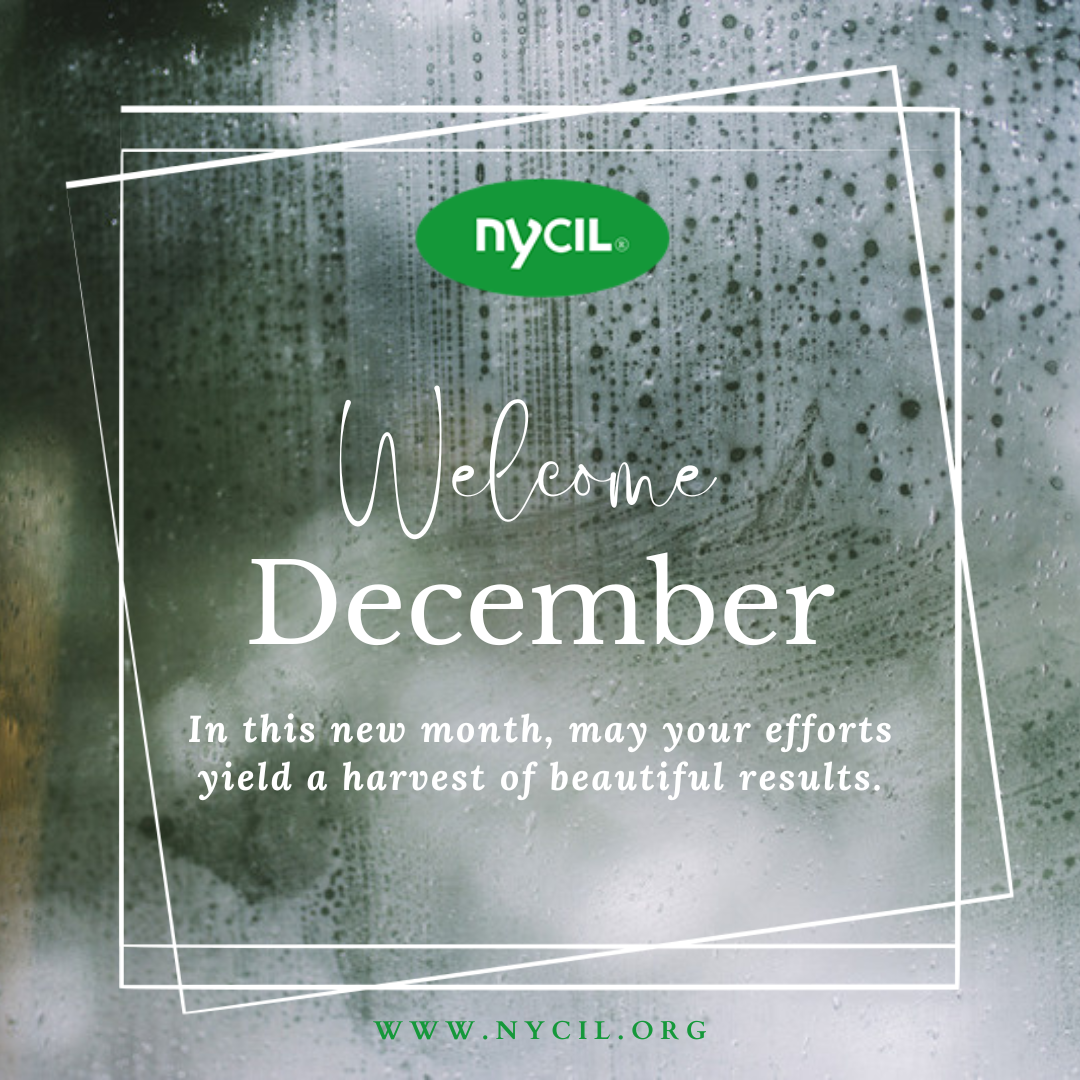 nyCIL®
Welcome
December
In this new month, may your efforts
yield a harvest of beautiful results.
WWW.NYCIL.ORG